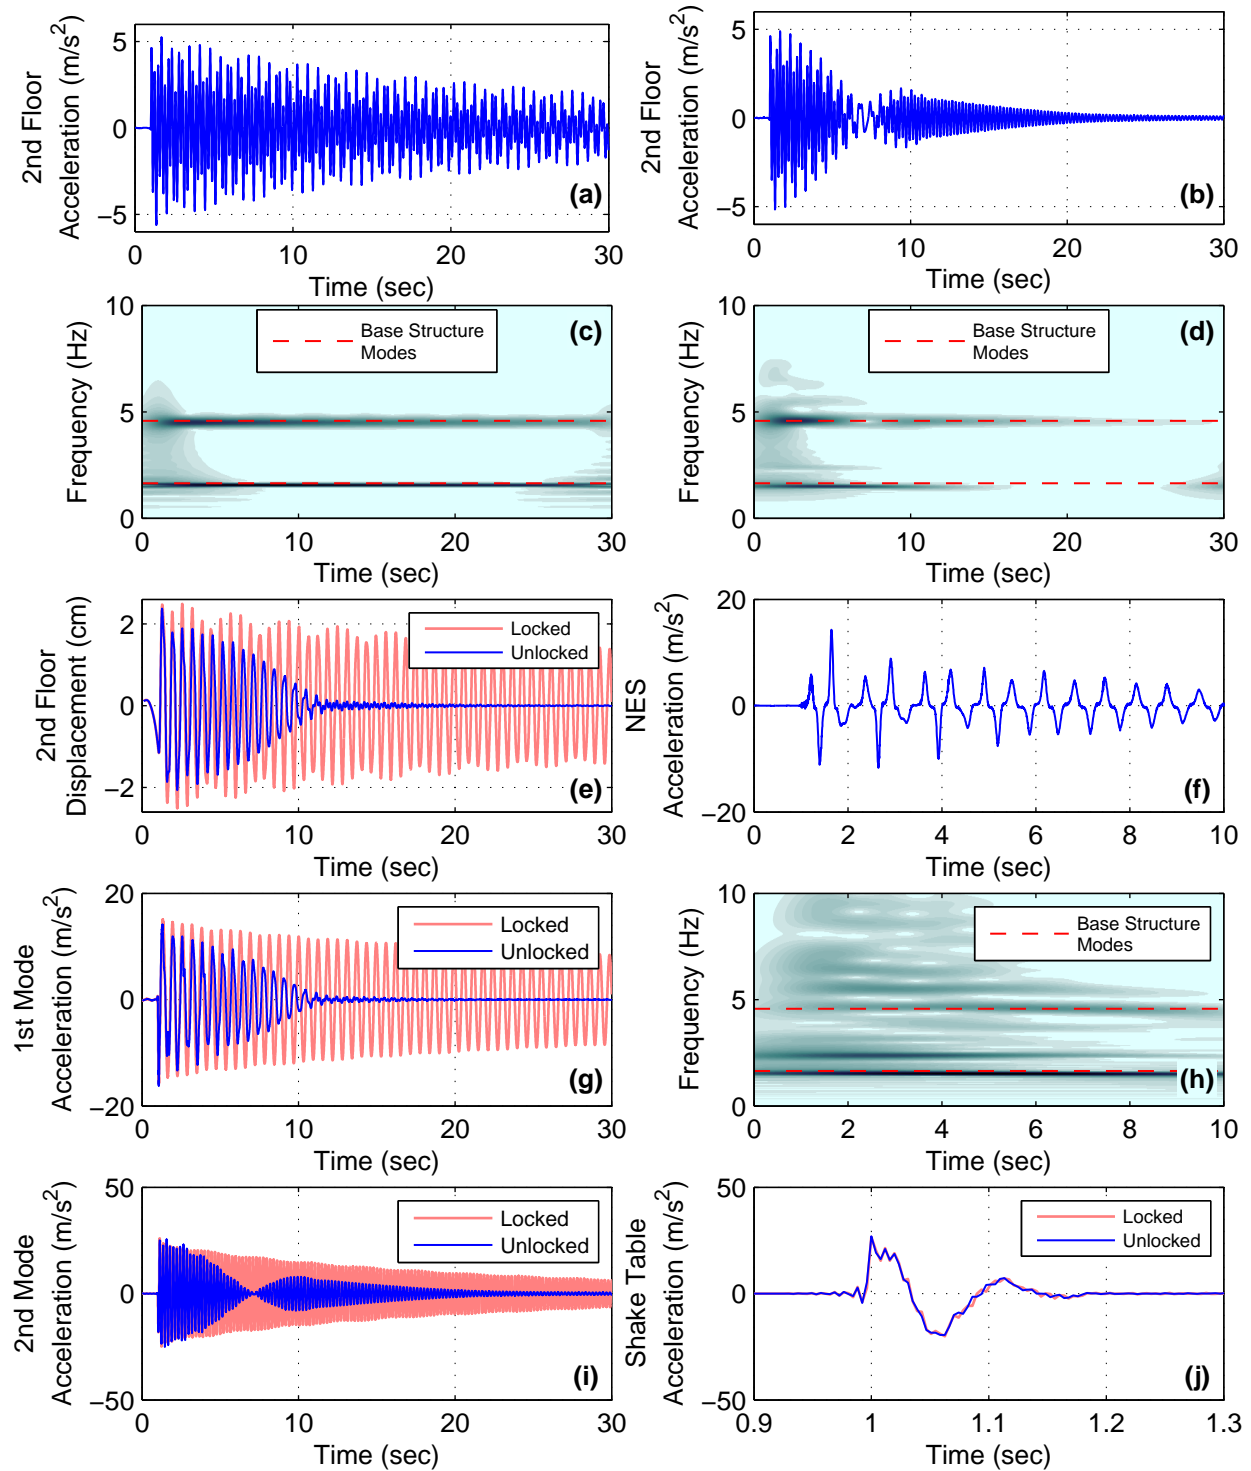 2nd Floor
Acceleration (m/s²)
5
0
−5
0
10
20
30
Time (sec)
(a)
2nd Floor
Acceleration (m/s²)
5
0
−5
0
10
20
30
Time (sec)
(b)
Frequency (Hz)
10
5
0
0
10
20
30
Time (sec)
Base Structure
Modes
(c)
Frequency (Hz)
10
5
0
0
10
20
30
Time (sec)
Base Structure
Modes
(d)
2nd Floor
Displacement (cm)
2
0
−2
0
10
20
30
Time (sec)
Locked
Unlocked
(e)
NES
Acceleration (m/s²)
20
0
−20
0
2
4
6
8
10
Time (sec)
(f)
1st Mode
Acceleration (m/s²)
20
0
−20
0
10
20
30
Time (sec)
Locked
Unlocked
(g)
Frequency (Hz)
10
5
0
0
2
4
6
8
10
Time (sec)
Base Structure
Modes
(h)
2nd Mode
Acceleration (m/s²)
50
0
−50
0
10
20
30
Time (sec)
Locked
Unlocked
(i)
Shake Table
Acceleration (m/s²)
50
0
−50
0.9
1
1.1
1.2
1.3
Time (sec)
Locked
Unlocked
(j)